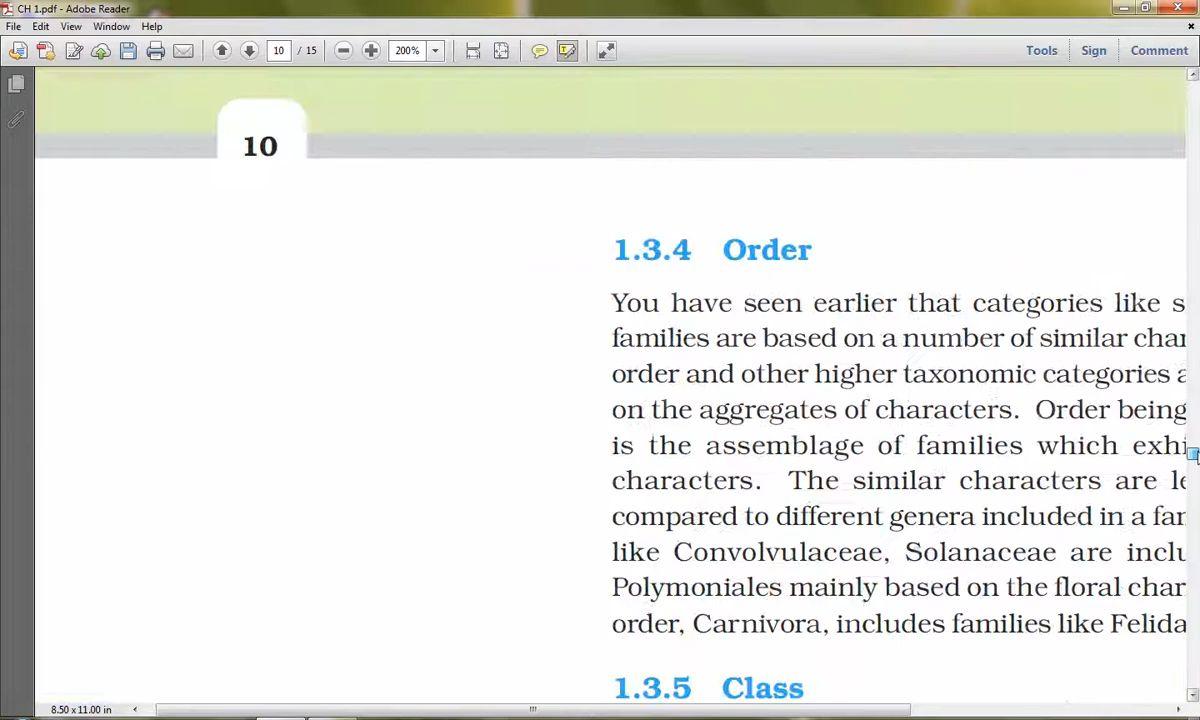 CH 1.pdf - Adobe Reader
File Edit View Window Help
10 / 15 200% Tools Sign Comment
10
1.3.4 Order
You have seen earlier that categories like s
families are based on a number of similar char
order and other higher taxonomic categories a
on the aggregates of characters. Order being
is the assemblage of families which exhi
characters. The similar characters are le
compared to different genera included in a fam
like Convolvulaceae, Solanaceae are inclu
Polymoniales mainly based on the floral char
order, Carnivora, includes families like Felida
1.3.5 Class
8.50 x 11.00 in